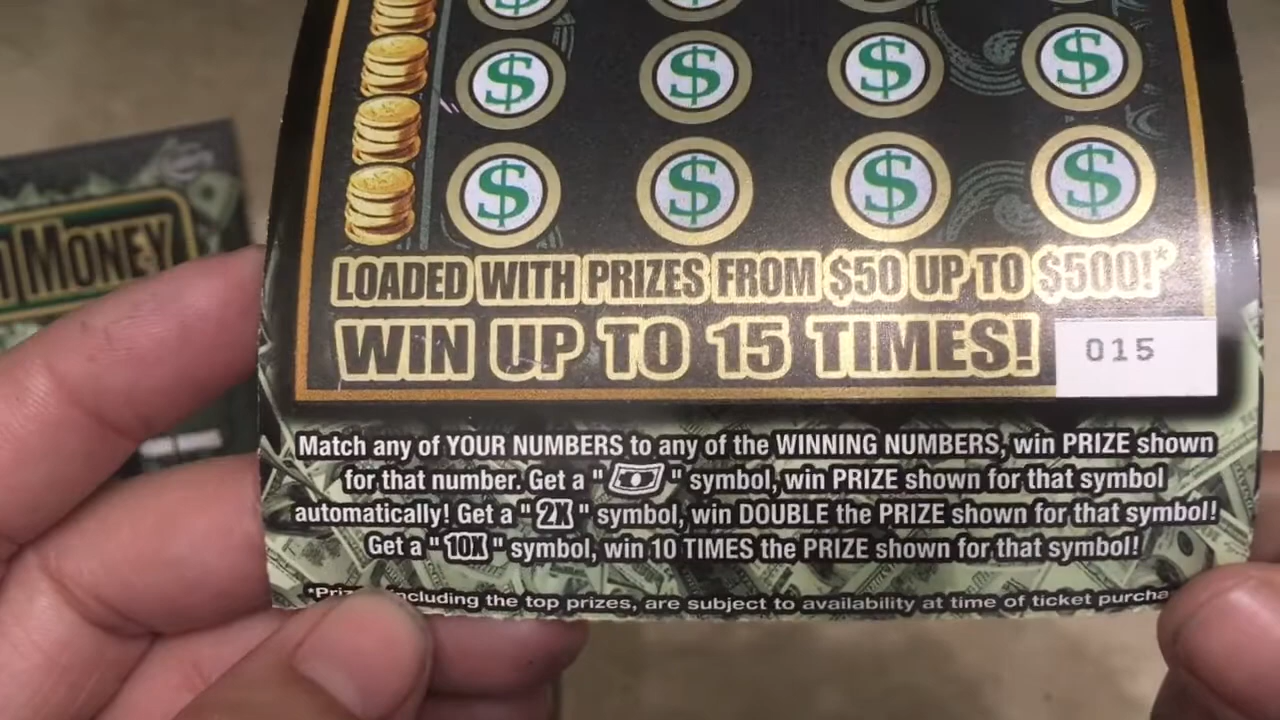 $ $ $ $
$ $ $ $
MONEY
LOADED WITH PRIZES FROM $50 UP TO $500!*
WIN UP TO 15 TIMES!
015
Match any of YOUR NUMBERS to any of the WINNING NUMBERS, win PRIZE shown
for that number. Get a " " symbol, win PRIZE shown for that symbol
automatically! Get a "2X" symbol, win DOUBLE the PRIZE shown for that symbol!
Get a "10X" symbol, win 10 TIMES the PRIZE shown for that symbol!
including the top prizes, are subject to availability at time of ticket